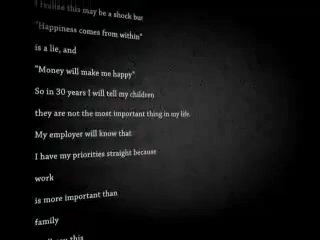 I realise this may be a shock but
"Happiness comes from within"
is a lie, and
"Money will make me happy"
So in 30 years I will tell my children
they are not the most important thing in my life.
My employer will know that
I have my priorities straight because
work
is more important than
family
this